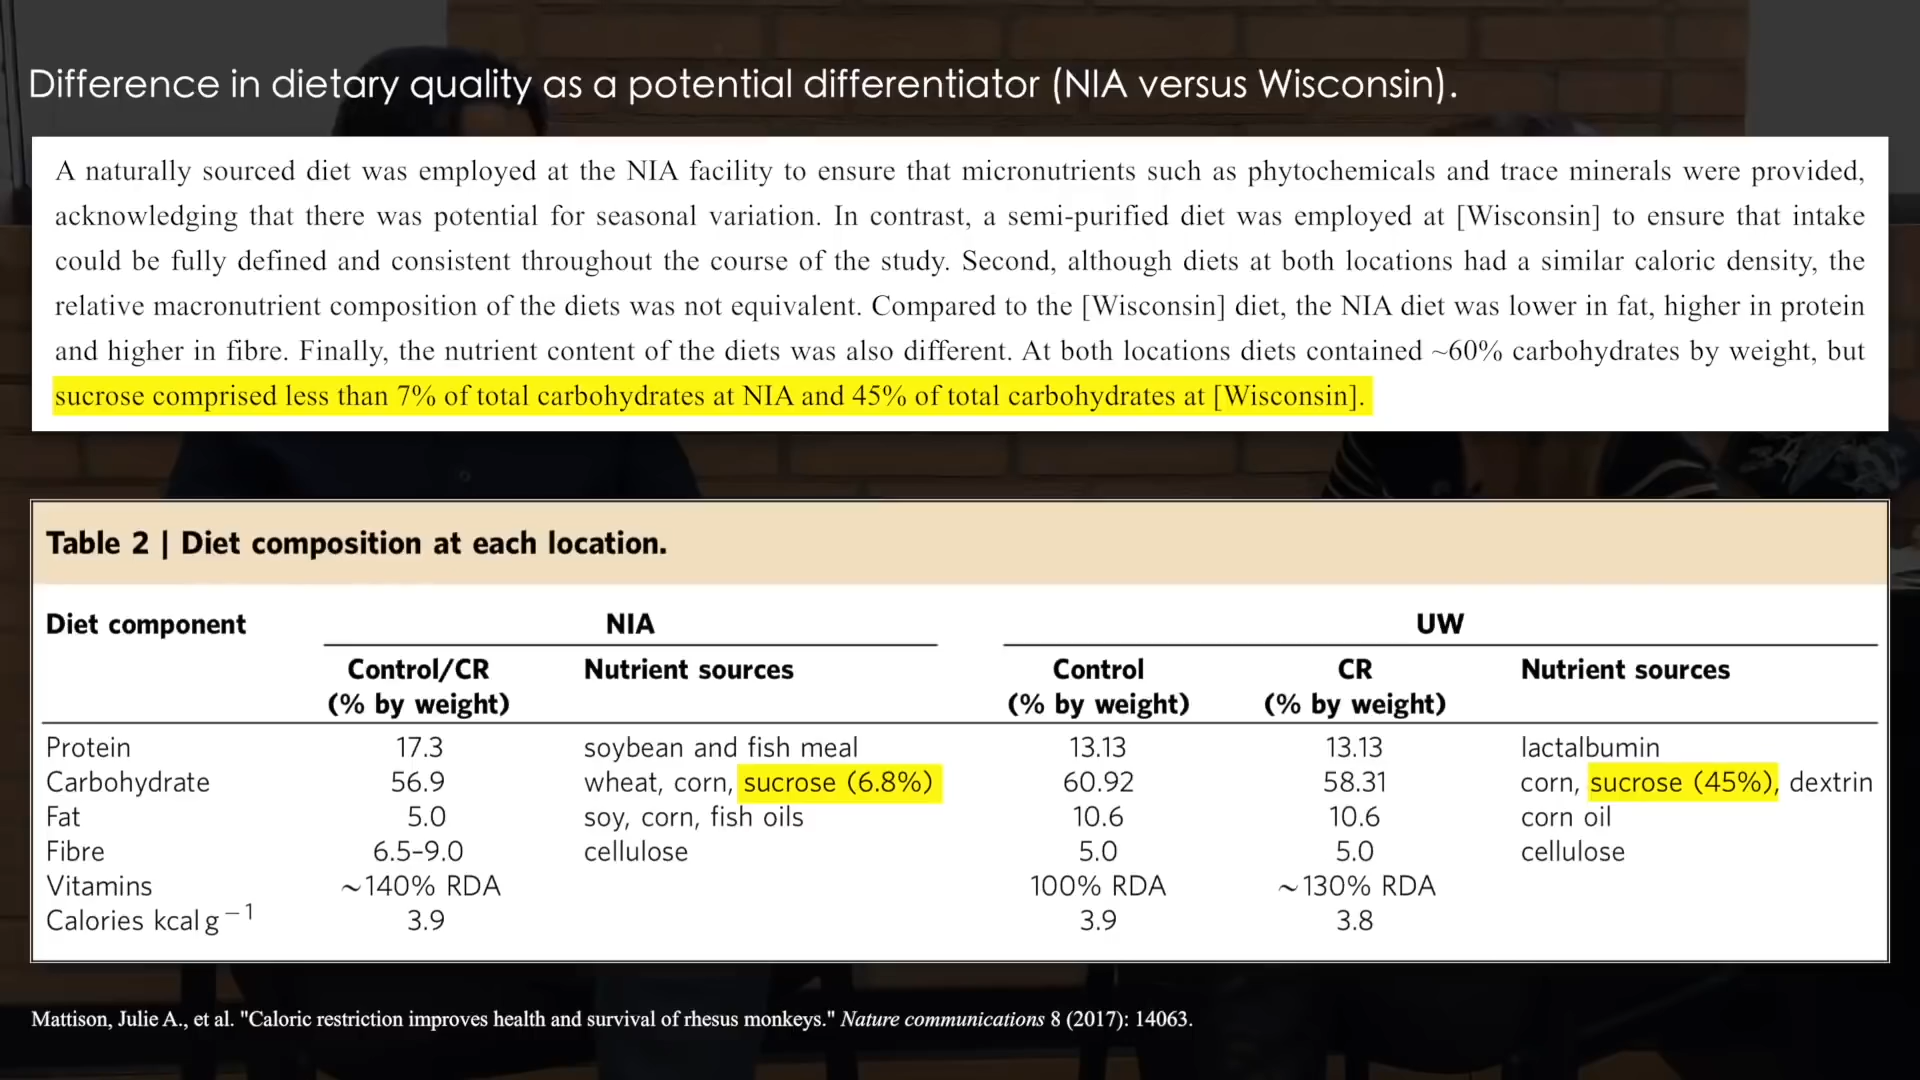 Difference in dietary quality as a potential differentiator (NIA versus Wisconsin).
A naturally sourced diet was employed at the NIA facility to ensure that micronutrients such as phytochemicals and trace minerals were provided,
acknowledging that there was potential for seasonal variation. In contrast, a semi-purified diet was employed at [Wisconsin] to ensure that intake
could be fully defined and consistent throughout the course of the study. Second, although diets at both locations had a similar caloric density, the
relative macronutrient composition of the diets was not equivalent. Compared to the [Wisconsin] diet, the NIA diet was lower in fat, higher in protein
and higher in fibre. Finally, the nutrient content of the diets was also different. At both locations diets contained ~60% carbohydrates by weight, but
sucrose comprised less than 7% of total carbohydrates at NIA and 45% of total carbohydrates at [Wisconsin].
Table 2 | Diet composition at each location.
Diet component NIA UW
Control/CR Nutrient sources Control CR Nutrient sources
(% by weight) (% by weight) (% by weight)
Protein 17.3 soybean and fish meal 13.13 13.13 lactalbumin
Carbohydrate 56.9 wheat, corn, sucrose (6.8%) 60.92 58.31 corn, sucrose (45%), dextrin
Fat 5.0 soy, corn, fish oils 10.6 10.6 corn oil
Fibre 6.5–9.0 cellulose 5.0 5.0 cellulose
Vitamins ~140% RDA 100% RDA ~130% RDA
Calories kcal g−1 3.9 3.9 3.8
Mattison, Julie A., et al. "Caloric restriction improves health and survival of rhesus monkeys." Nature communications 8 (2017): 14063.